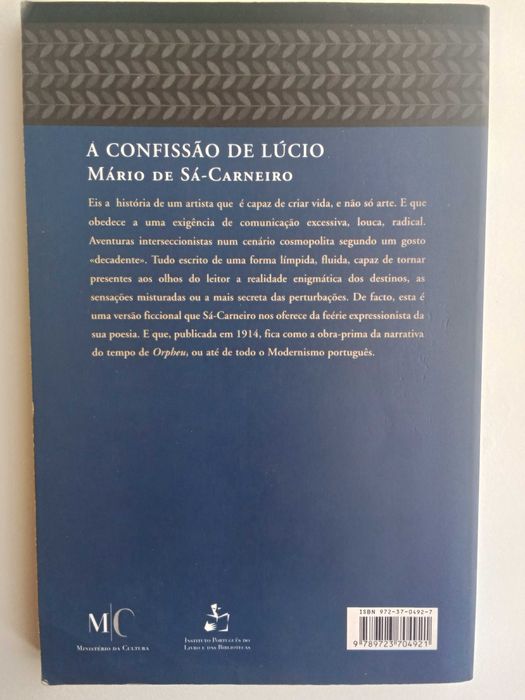 A CONFISSÃO DE LÚCIO
MÁRIO DE SÁ-CARNEIRO
Eis a história de um artista que é capaz de criar vida, e não só arte. E que
obedece a uma exigência de comunicação excessiva, louca, radical.
Aventuras interseccionistas num cenário cosmopolita segundo um gosto
«decadente». Tudo escrito de uma forma límpida, fluida, capaz de tornar
presentes aos olhos do leitor a realidade enigmática dos destinos, as
sensações misturadas ou a mais secreta das perturbações. De facto, esta é
uma versão ficcional que Sá-Carneiro nos oferece da feérie expressionista da
sua poesia. E que, publicada em 1914, fica como a obra-prima da narrativa
do tempo de Orpheu, ou até de todo o Modernismo português.
ISBN 972-37-0492-7
9 789723 704921
M|C
MINISTÉRIO DA CULTURA
INSTITUTO PORTUGUÊS DO
LIVRO E DAS BIBLIOTECAS